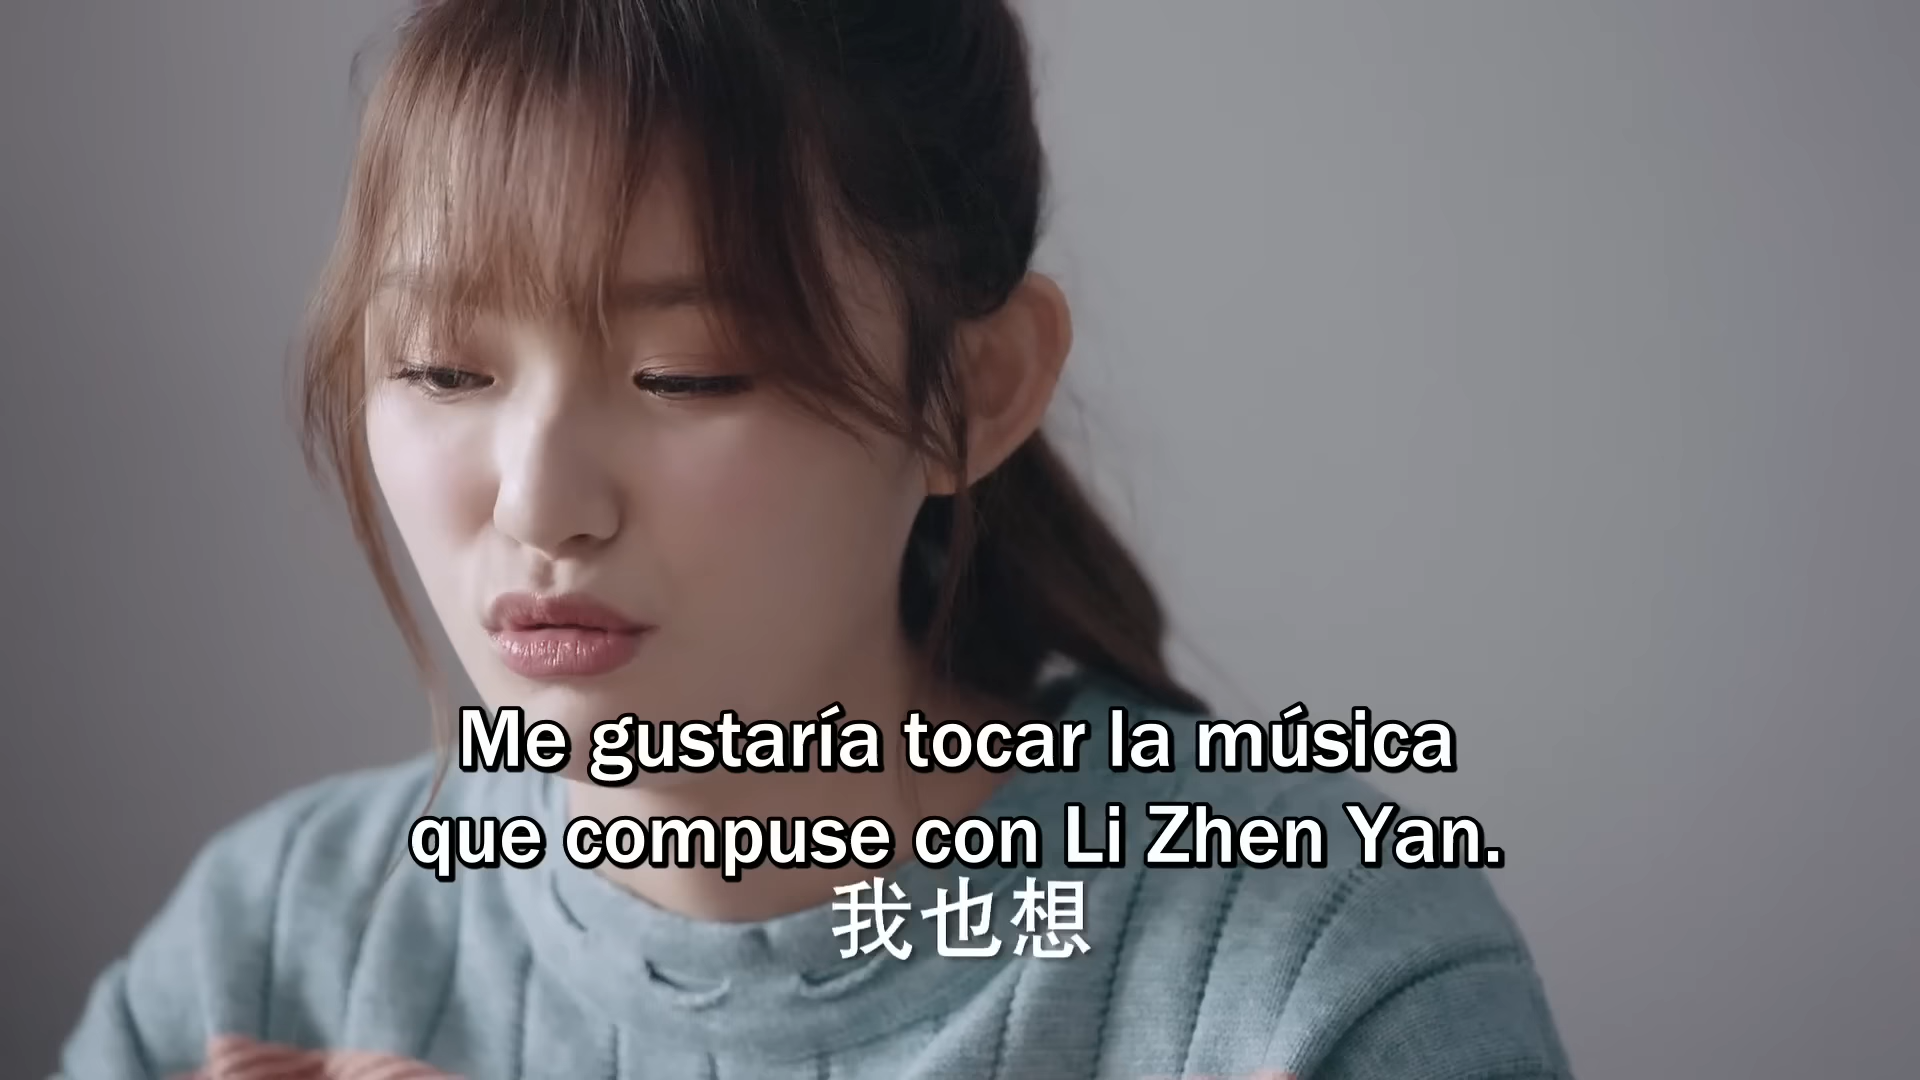 Me gustaría tocar la música
que compuse con Li Zhen Yan.
我也想